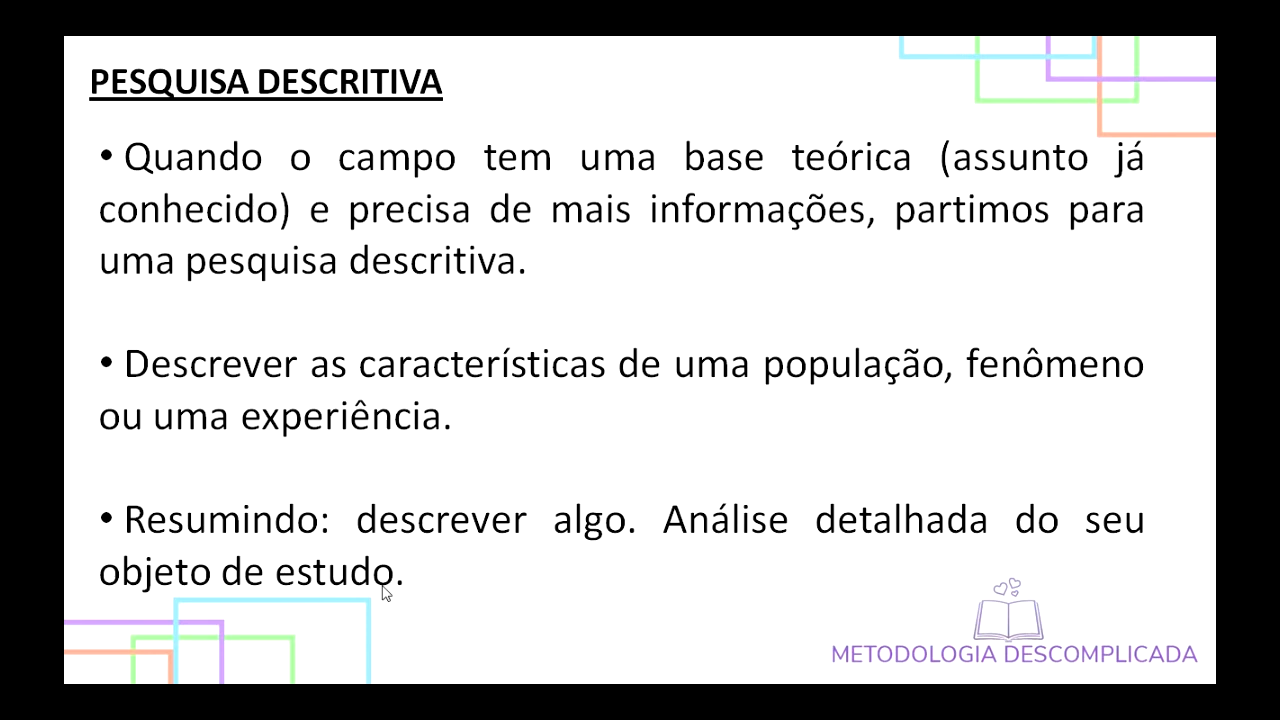 PESQUISA DESCRITIVA
• Quando o campo tem uma base teórica (assunto já
conhecido) e precisa de mais informações, partimos para
uma pesquisa descritiva.
• Descrever as características de uma população, fenômeno
ou uma experiência.
• Resumindo: descrever algo. Análise detalhada do seu
objeto de estudo.
METODOLOGIA DESCOMPLICADA